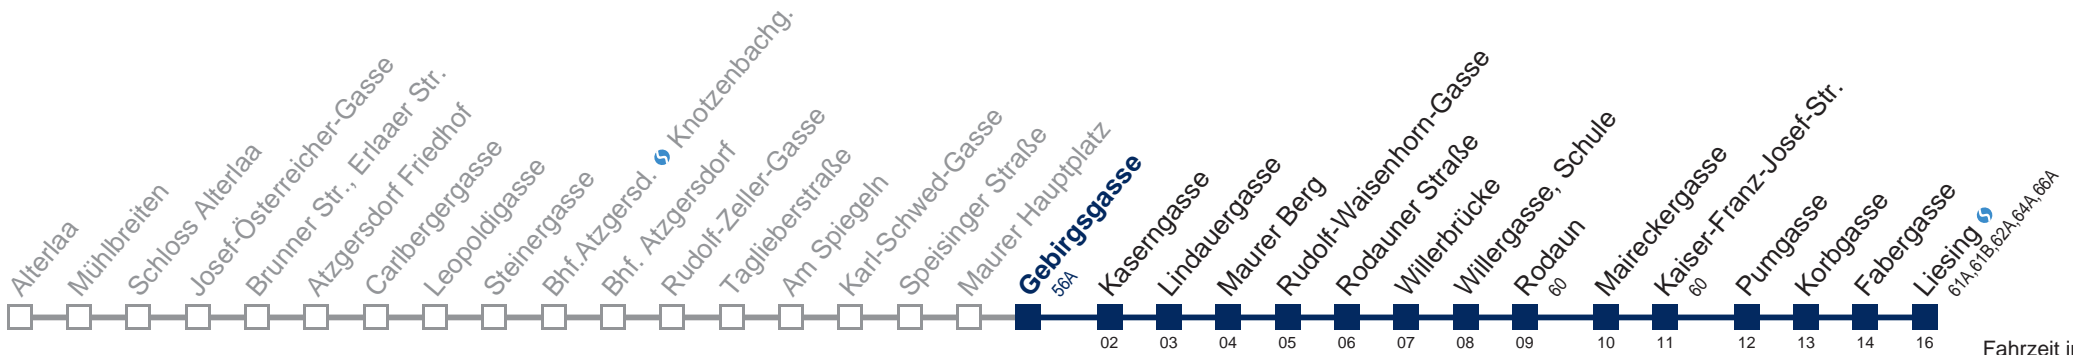 Alterlaa
Mühlbreiten
Schloss Alterlaa
Josef-Österreicher-Gasse
Brunner Str., Erlaaer Str.
Atzgersdorf Friedhof
Carlbergergasse
Leopoldigasse
Steinergasse
Bhf.Atzgersd. Knotzenbachg.
Bhf. Atzgersdorf
Rudolf-Zeller-Gasse
Taglieberstraße
Am Spiegeln
Karl-Schwed-Gasse
Speisinger Straße
Maurer Hauptplatz
Gebirgsgasse
56A
Kaserngasse
02
Lindauergasse
03
Maurer Berg
04
Rudolf-Waisenhorn-Gasse
05
Rodauner Straße
06
Willerbrücke
07
Willergasse, Schule
08
Rodaun
60
09
Maireckergasse
10
Kaiser-Franz-Josef-Str.
60
11
Pumgasse
12
Korbgasse
13
Fabergasse
14
Liesing
61A,61B,62A,64A,66A
16
Fahrzeit i